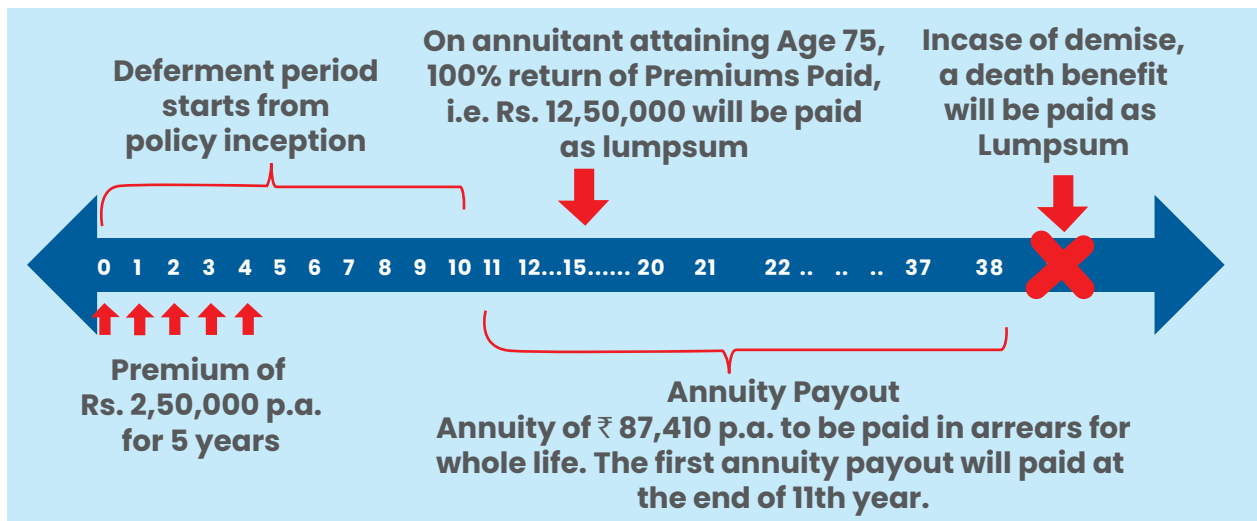 Deferment period
starts from
policy inception
On annuitant attaining Age 75,
100% return of Premiums Paid,
i.e. Rs. 12,50,000 will be paid
as lumpsum
Incase of demise,
a death benefit
will be paid as
Lumpsum
0 1 2 3 4 5 6 7 8 9 10 11 12...15...... 20 21 22 .. .. .. 37 38
Premium of
Rs. 2,50,000 p.a.
for 5 years
Annuity Payout
Annuity of ₹ 87,410 p.a. to be paid in arrears for
whole life. The first annuity payout will paid at
the end of 11th year.